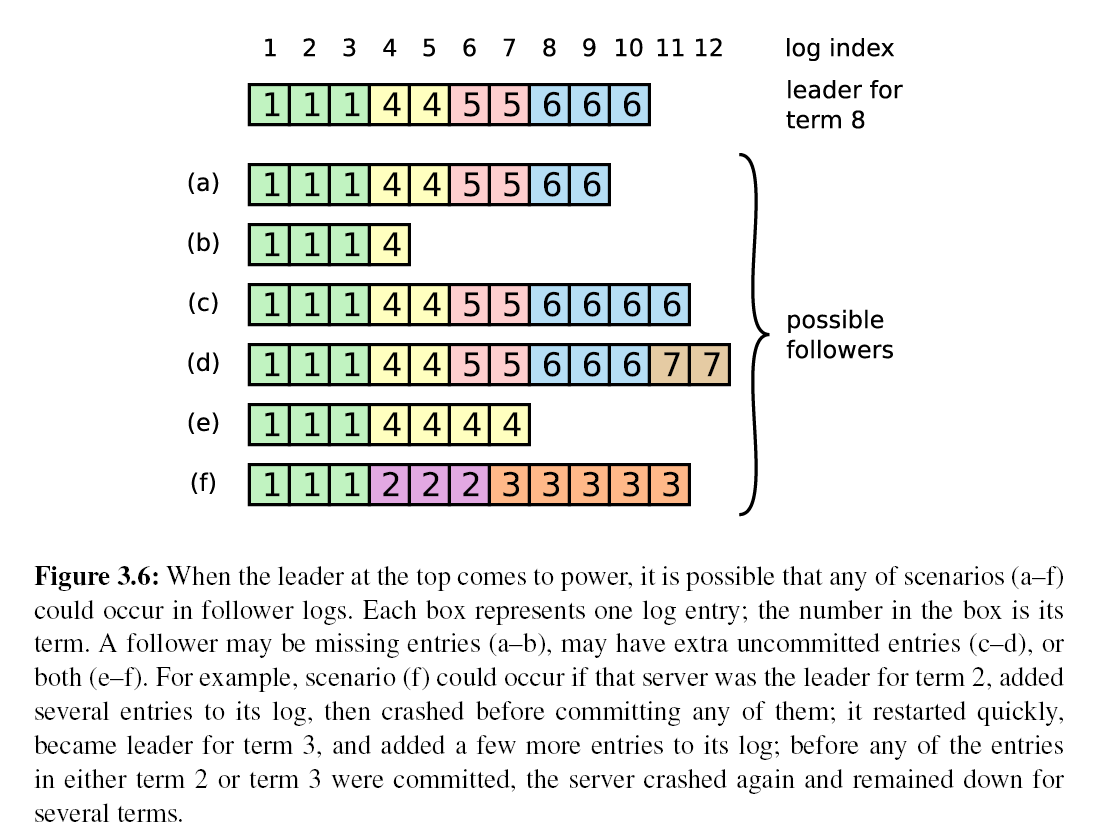 1 2 3 4 5 6 7 8 9 10 11 12 log index
1 1 1 4 4 5 5 6 6 6 leader for
term 8
(a) 1 1 1 4 4 5 5 6 6
(b) 1 1 1 4
(c) 1 1 1 4 4 5 5 6 6 6 6
(d) 1 1 1 4 4 5 5 6 6 6 7 7
(e) 1 1 1 4 4 4 4
(f) 1 1 1 2 2 2 3 3 3 3 3
possible
followers
Figure 3.6: When the leader at the top comes to power, it is possible that any of scenarios (a–f)
could occur in follower logs. Each box represents one log entry; the number in the box is its
term. A follower may be missing entries (a–b), may have extra uncommitted entries (c–d), or
both (e–f). For example, scenario (f) could occur if that server was the leader for term 2, added
several entries to its log, then crashed before committing any of them; it restarted quickly,
became leader for term 3, and added a few more entries to its log; before any of the entries
in either term 2 or term 3 were committed, the server crashed again and remained down for
several terms.